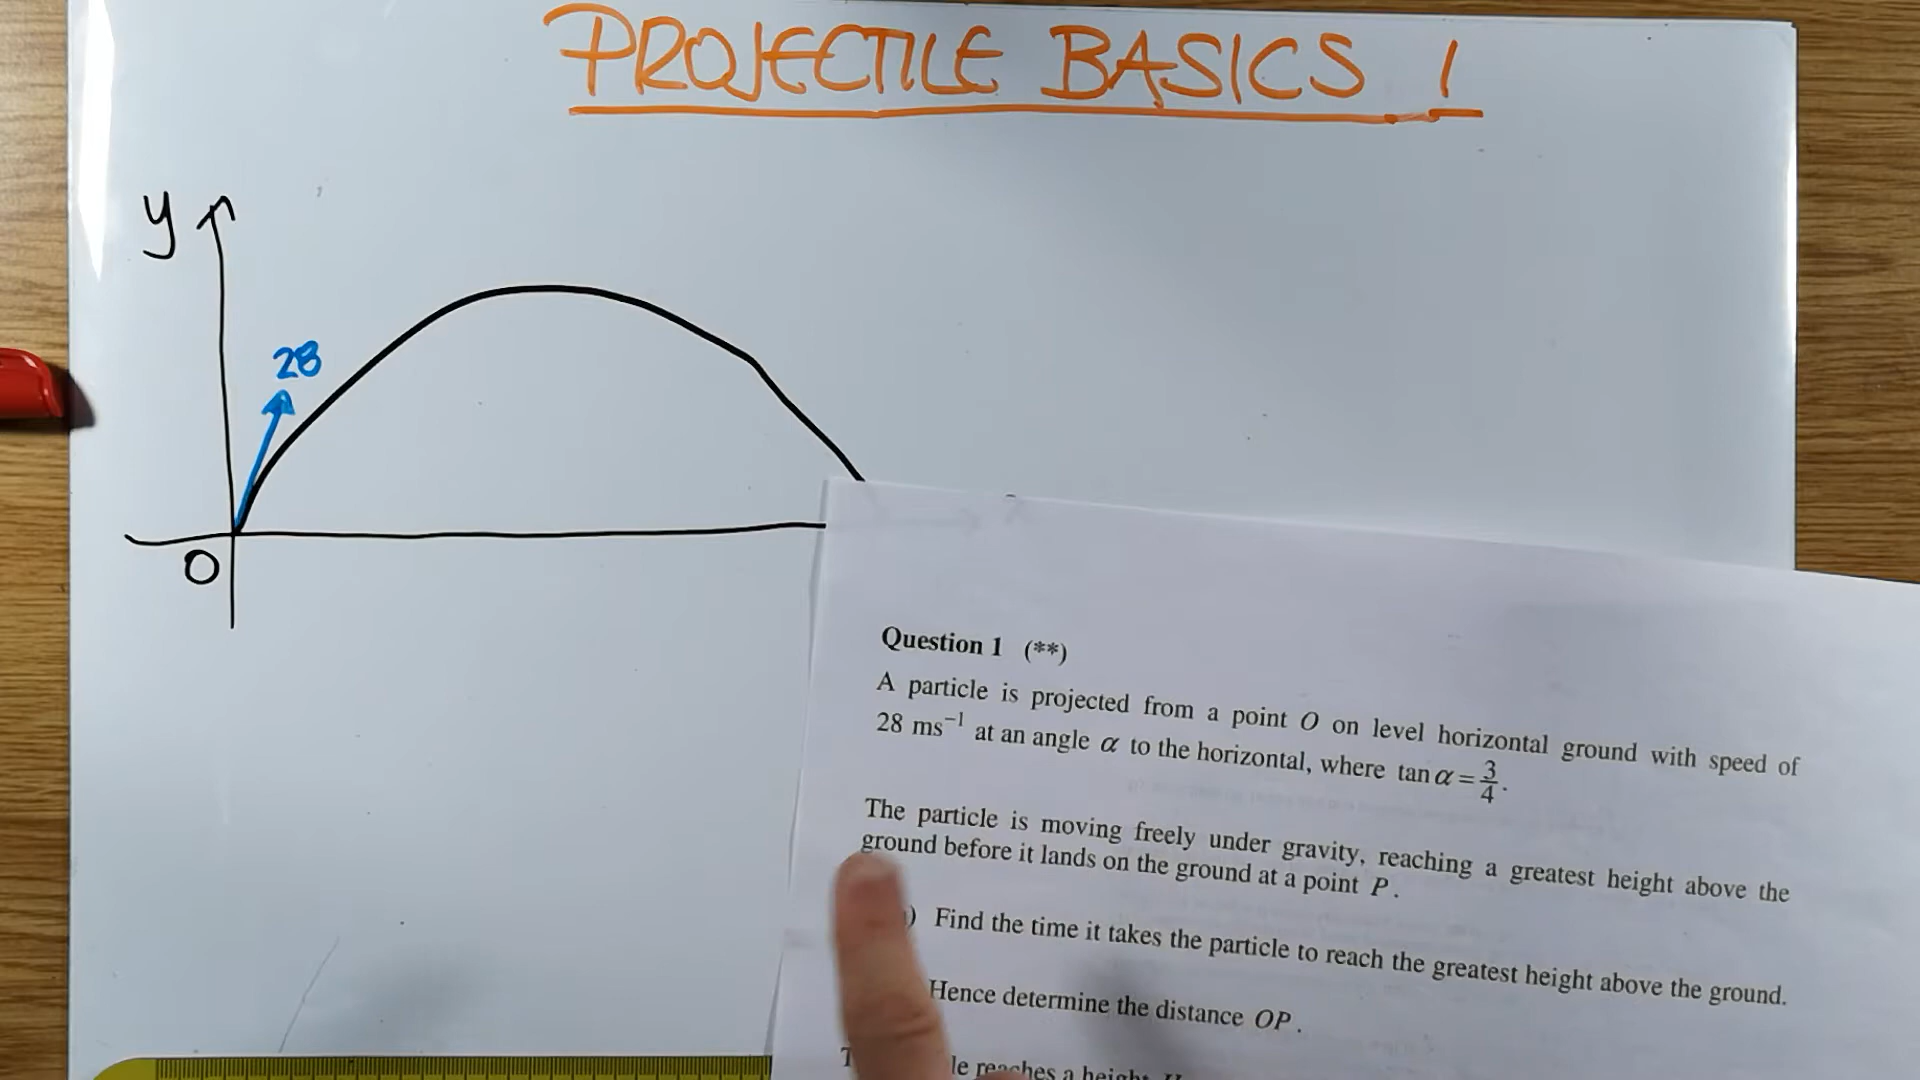 PROJECTILE BASICS 1
y
28
O
Question 1 (**)
A particle is projected from a point O on level horizontal ground with speed of
28 ms⁻¹ at an angle α to the horizontal, where tan α = 3/4.
The particle is moving freely under gravity, reaching a greatest height above the
ground before it lands on the ground at a point P.
) Find the time it takes the particle to reach the greatest height above the ground.
Hence determine the distance OP.
reaches a height